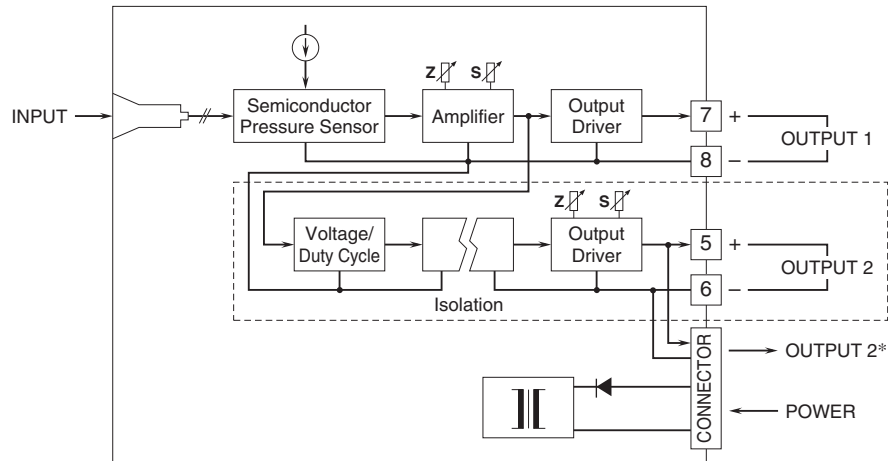 Z S
INPUT
Semiconductor
Pressure Sensor
Amplifier
Output
Driver
7 +
8 –
OUTPUT 1
Z S
Voltage/
Duty Cycle
Isolation
Output
Driver
5 +
6 –
OUTPUT 2
CONNECTOR
OUTPUT 2*
POWER